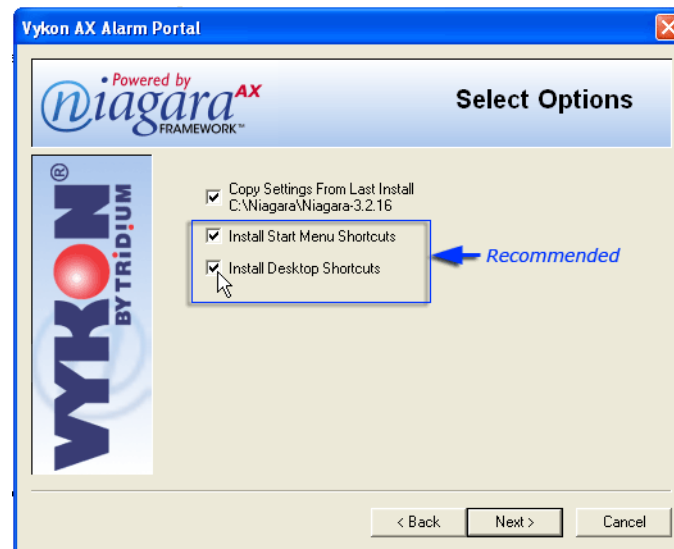 Vykon AX Alarm Portal
Powered by
niagara AX
FRAMEWORK™
Select Options
VYKON®
BY TRIDIUM
Copy Settings From Last Install
C:\Niagara\Niagara-3.2.16
Install Start Menu Shortcuts
Install Desktop Shortcuts
Recommended
< Back
Next >
Cancel